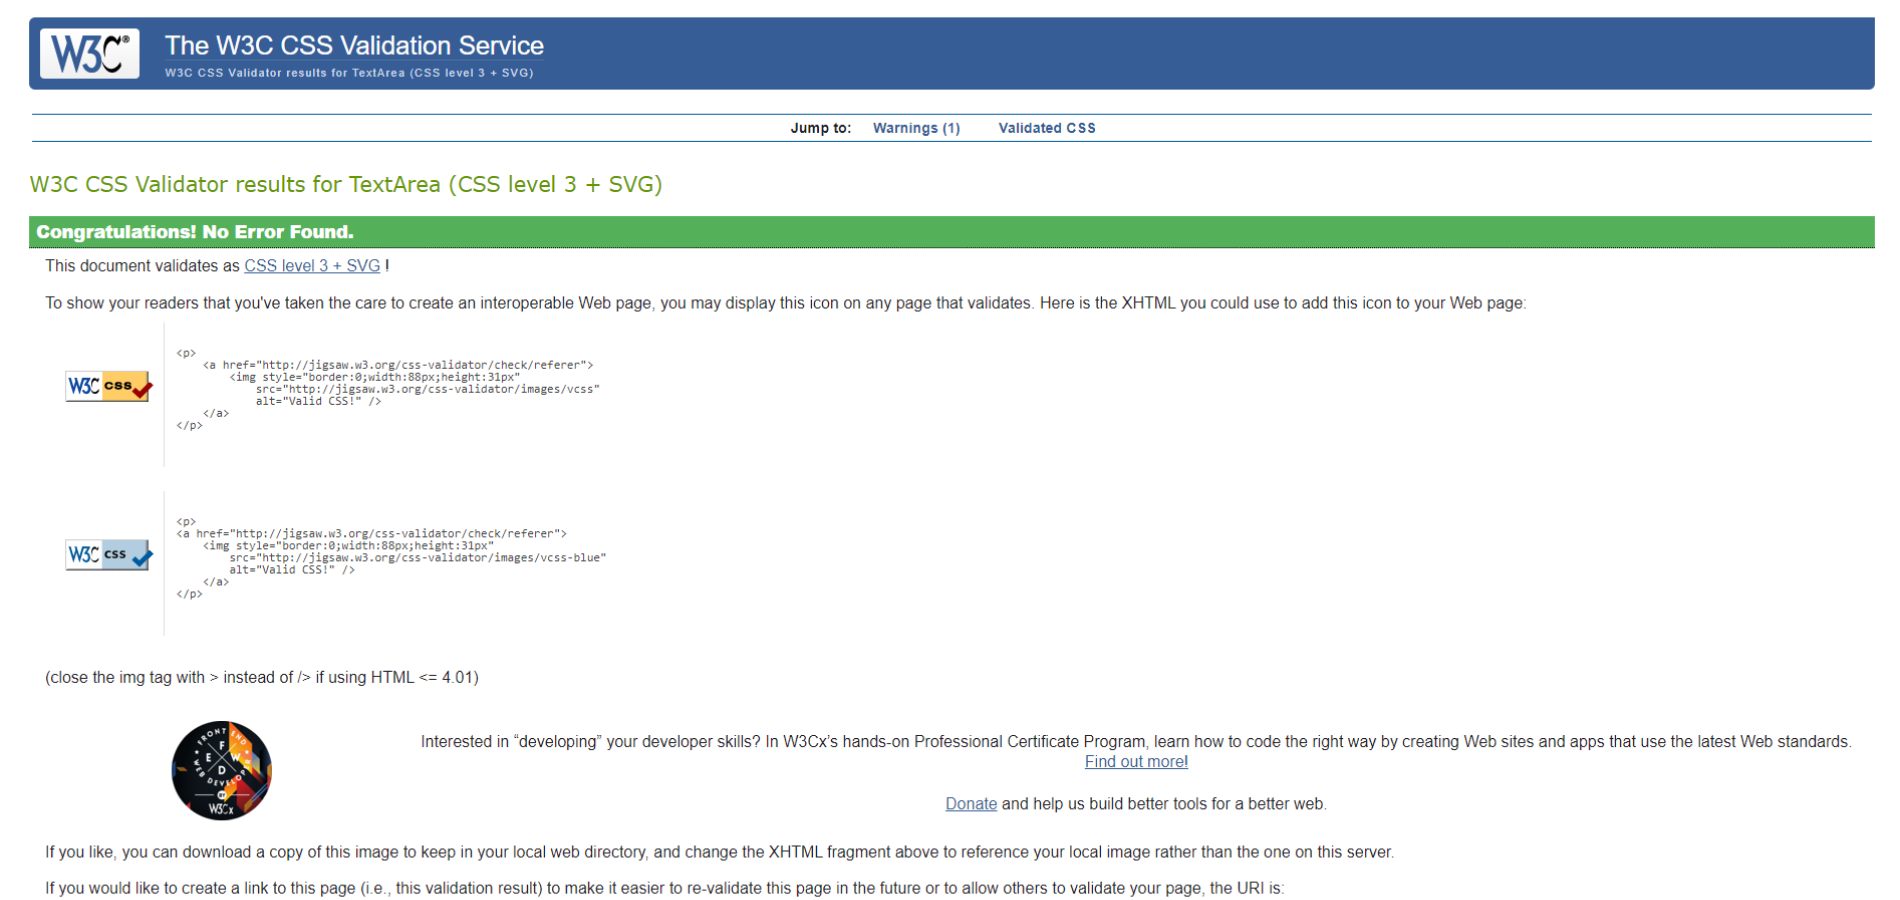 W3C®
The W3C CSS Validation Service
W3C CSS Validator results for TextArea (CSS level 3 + SVG)
Jump to: Warnings (1) Validated CSS
W3C CSS Validator results for TextArea (CSS level 3 + SVG)
Congratulations! No Error Found.
This document validates as CSS level 3 + SVG !
To show your readers that you've taken the care to create an interoperable Web page, you may display this icon on any page that validates. Here is the XHTML you could use to add this icon to your Web page:
W3C css
<p>
    <a href="http://jigsaw.w3.org/css-validator/check/referer">
        <img style="border:0;width:88px;height:31px"
            src="http://jigsaw.w3.org/css-validator/images/vcss"
            alt="Valid CSS!" />
    </a>
</p>
W3C css
<p>
<a href="http://jigsaw.w3.org/css-validator/check/referer">
    <img style="border:0;width:88px;height:31px"
        src="http://jigsaw.w3.org/css-validator/images/vcss-blue"
        alt="Valid CSS!" />
    </a>
</p>
(close the img tag with > instead of /> if using HTML <= 4.01)
FRONT END
F E W D
WEB DEVELOPER
BY
W3Cx
Interested in “developing” your developer skills? In W3Cx’s hands-on Professional Certificate Program, learn how to code the right way by creating Web sites and apps that use the latest Web standards.
Find out more!
Donate and help us build better tools for a better web.
If you like, you can download a copy of this image to keep in your local web directory, and change the XHTML fragment above to reference your local image rather than the one on this server.
If you would like to create a link to this page (i.e., this validation result) to make it easier to re-validate this page in the future or to allow others to validate your page, the URI is: